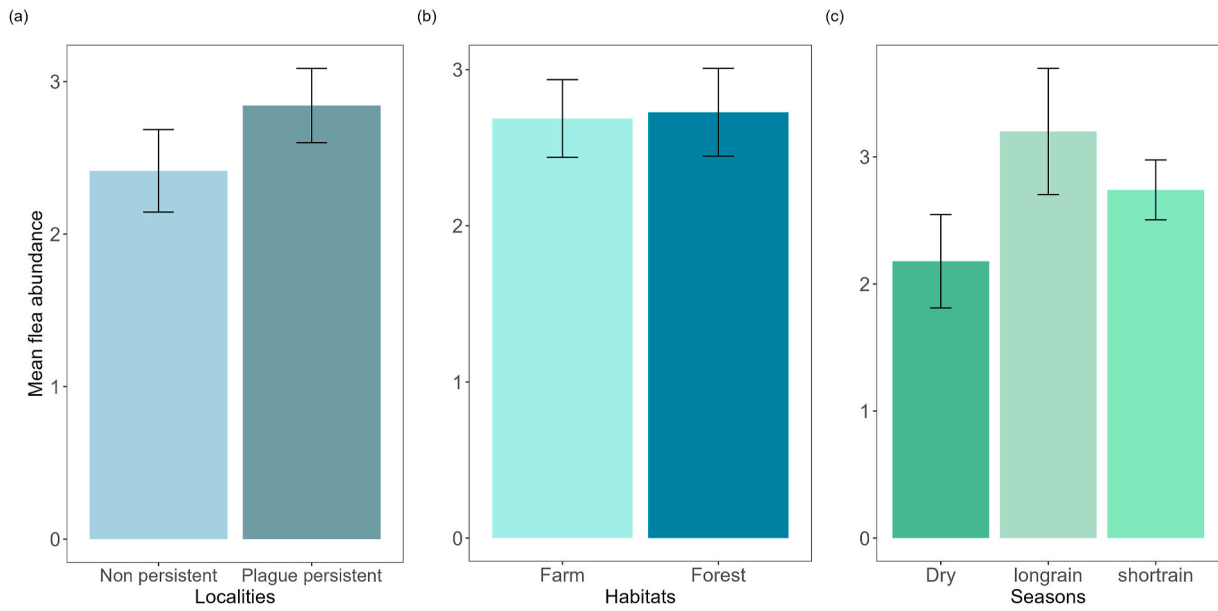 (a)
(b)
(c)
Mean flea abundance
3
2
1
0
Non persistent Plague persistent
Localities
3
2
1
0
Farm Forest
Habitats
3
2
1
0
Dry longrain shortrain
Seasons